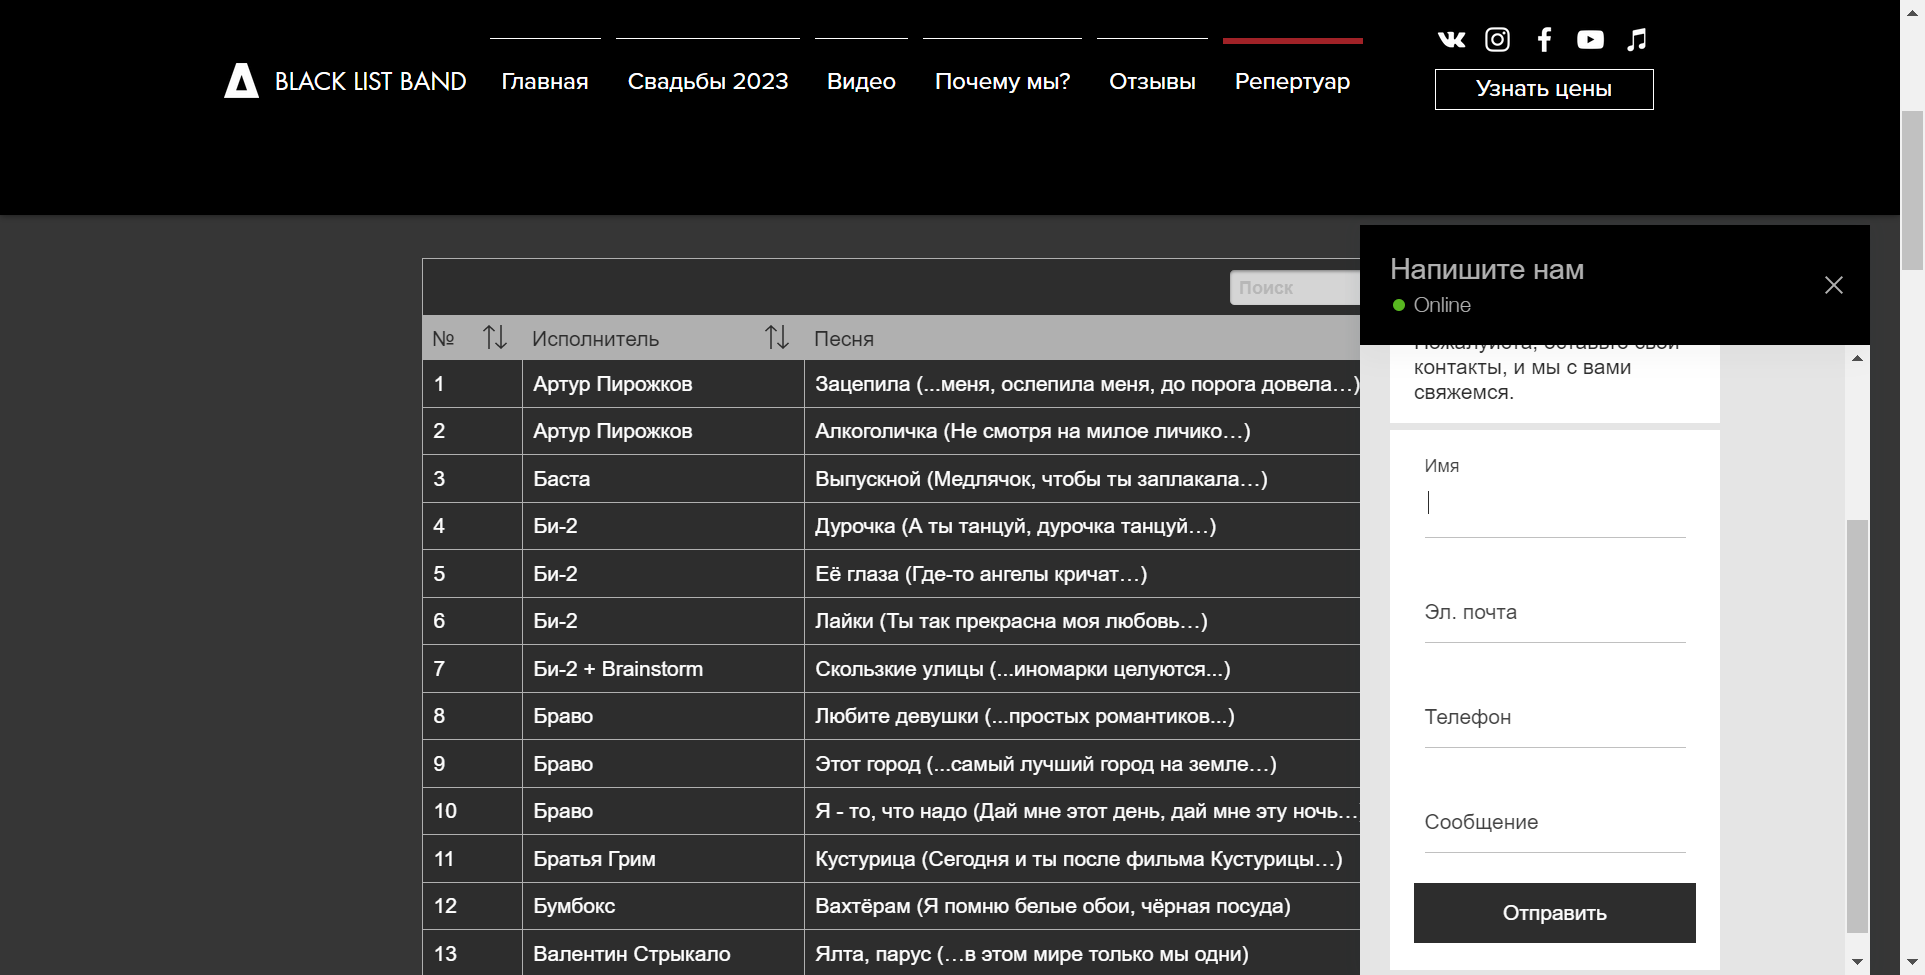 BLACK LIST BAND
Главная
Свадьбы 2023
Видео
Почему мы?
Отзывы
Репертуар
Узнать цены
Поиск
№ Исполнитель Песня
1 Артур Пирожков Зацепила (...меня, ослепила меня, до порога довела...)
2 Артур Пирожков Алкоголичка (Не смотря на милое личико...)
3 Баста Выпускной (Медлячок, чтобы ты заплакала...)
4 Би-2 Дурочка (А ты танцуй, дурочка танцуй...)
5 Би-2 Её глаза (Где-то ангелы кричат...)
6 Би-2 Лайки (Ты так прекрасна моя любовь...)
7 Би-2 + Brainstorm Скользкие улицы (...иномарки целуются...)
8 Браво Любите девушки (...простых романтиков...)
9 Браво Этот город (...самый лучший город на земле...)
10 Браво Я - то, что надо (Дай мне этот день, дай мне эту ночь...
11 Братья Грим Кустурица (Сегодня и ты после фильма Кустурицы...)
12 Бумбокс Вахтёрам (Я помню белые обои, чёрная посуда)
13 Валентин Стрыкало Ялта, парус (...в этом мире только мы одни)
Напишите нам
Online
Пожалуйста, оставьте свои
контакты, и мы с вами
свяжемся.
Имя
Эл. почта
Телефон
Сообщение
Отправить